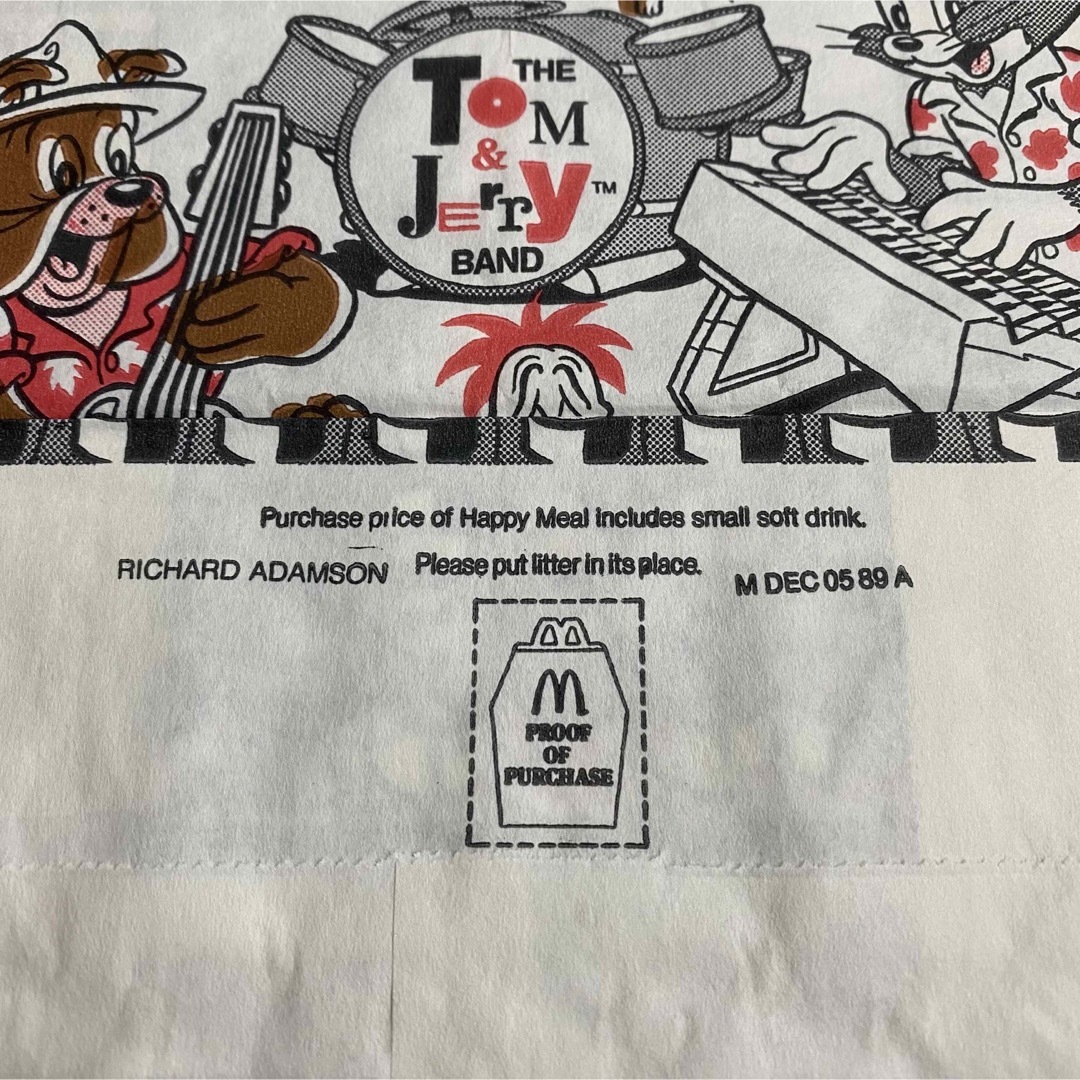 THE
TOM
&
JERRY™
BAND
Purchase price of Happy Meal includes small soft drink.
RICHARD ADAMSON Please put litter in its place. M DEC 05 89 A
M
PROOF
OF
PURCHASE